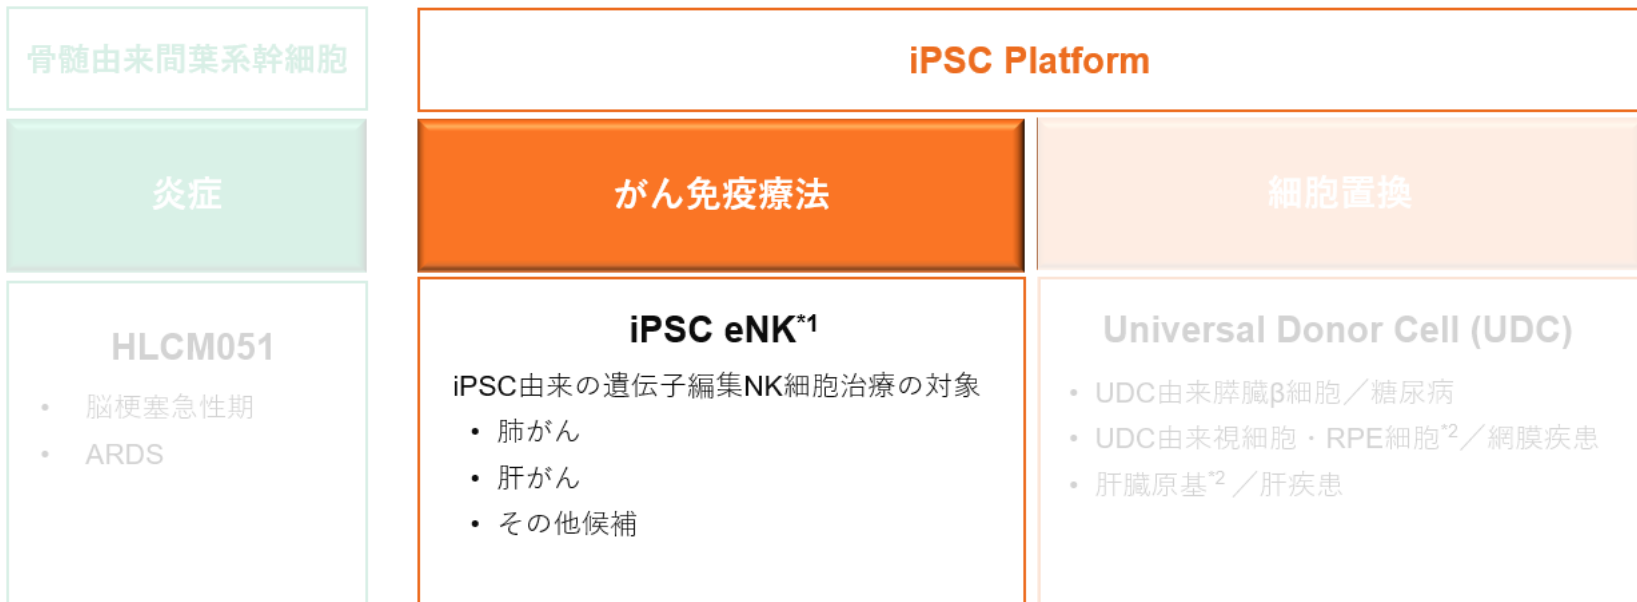 骨髄由来間葉系幹細胞
炎症
HLCM051
• 脳梗塞急性期
• ARDS
iPSC Platform
がん免疫療法
iPSC eNK*1
iPSC由来の遺伝子編集NK細胞治療の対象
• 肺がん
• 肝がん
• その他候補
細胞置換
Universal Donor Cell (UDC)
• UDC由来膵臓β細胞／糖尿病
• UDC由来視細胞・RPE細胞*2／網膜疾患
• 肝臓原基*2 ／肝疾患